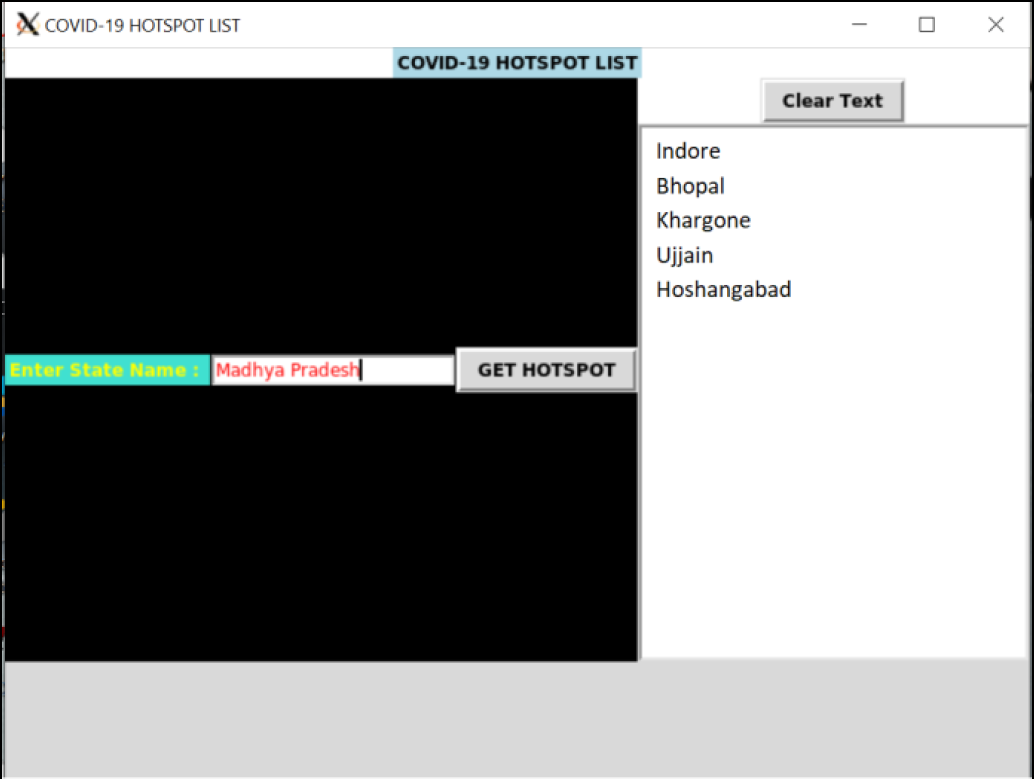 COVID-19 HOTSPOT LIST
COVID-19 HOTSPOT LIST
Clear Text
Indore
Bhopal
Khargone
Ujjain
Hoshangabad
Enter State Name : Madhya Pradesh GET HOTSPOT